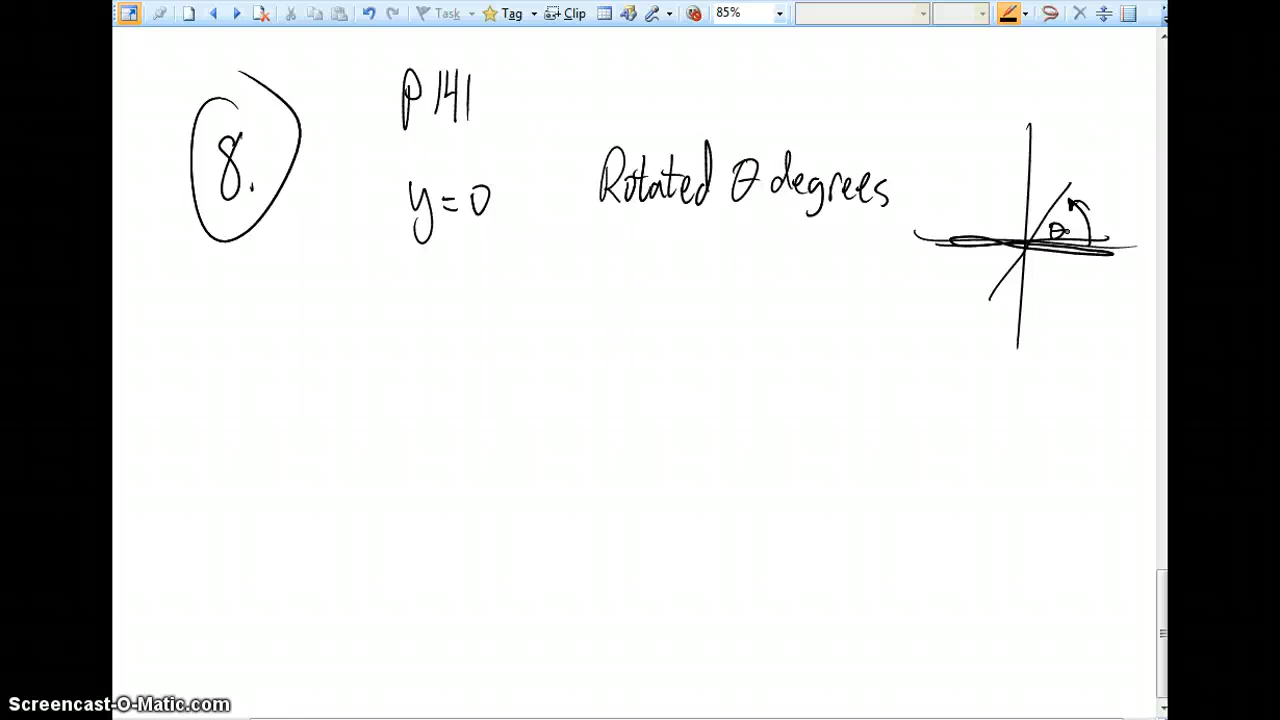 Task Tag Clip 85%
8.
P 141
y=0
Rotated θ degrees
θ
Screencast-O-Matic.com